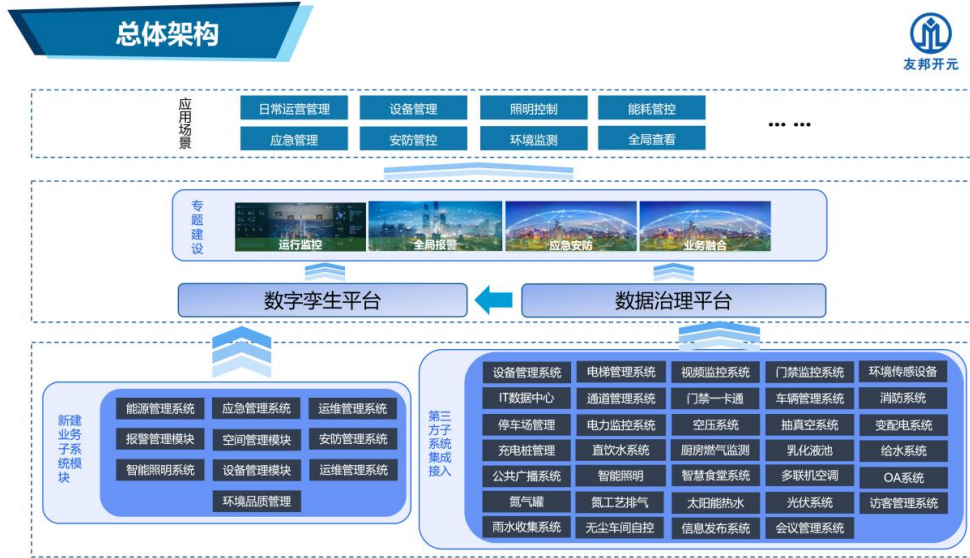 总体架构
友邦开元
应用场景
日常运营管理 设备管理 照明控制 能耗管控
... ...
应急管理 安防管控 环境监测 全局查看
专题建设
运行监控 全局报警 应急安防 业务融合
数字孪生平台 数据治理平台
新建业务子系统模块
能源管理系统 应急管理系统 运维管理系统
报警管理模块 空间管理模块 安防管理系统
智能照明系统 设备管理模块 运维管理系统
环境品质管理
第三方子系统集成接入
设备管理系统 电梯管理系统 视频监控系统 门禁监控系统 环境传感设备
IT数据中心 通道管理系统 门禁一卡通 车辆管理系统 消防系统
停车场管理 电力监控系统 空压系统 抽真空系统 变配电系统
充电桩管理 直饮水系统 厨房燃气监测 乳化液池 给水系统
公共广播系统 智能照明 智慧食堂系统 多联机空调 OA系统
氮气罐 氮工艺排气 太阳能热水 光伏系统 访客管理系统
雨水收集系统 无尘车间自控 信息发布系统 会议管理系统